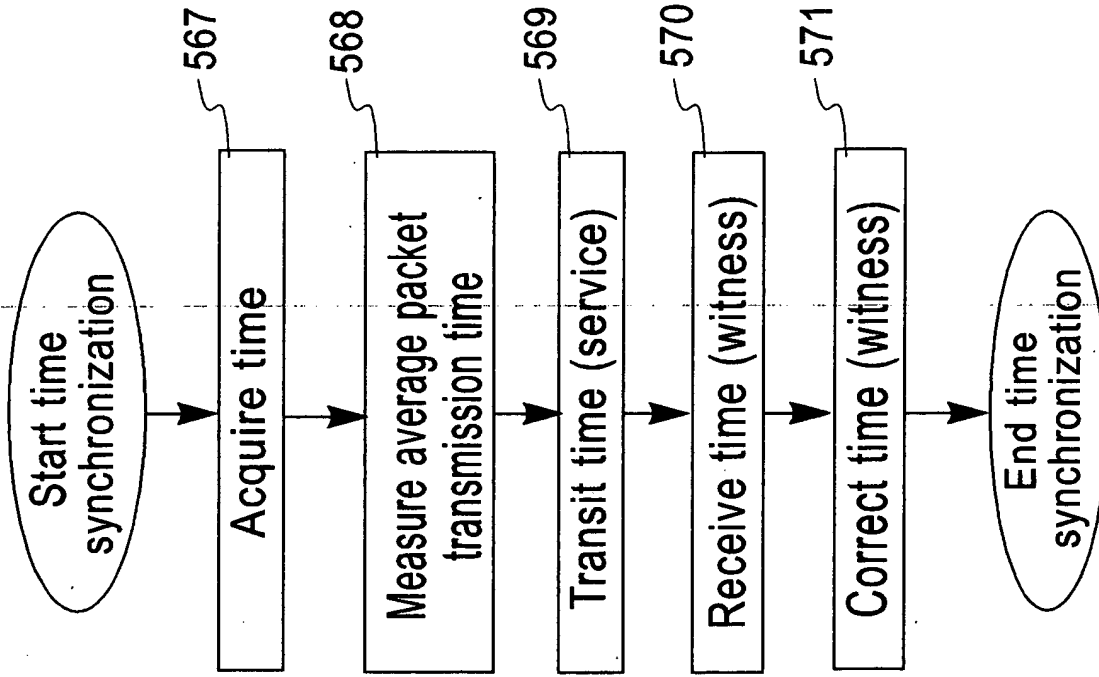 Start time
synchronization
567
Acquire time
568
Measure average packet
transmission time
569
Transit time (service)
570
Receive time (witness)
571
Correct time (witness)
End time
synchronization